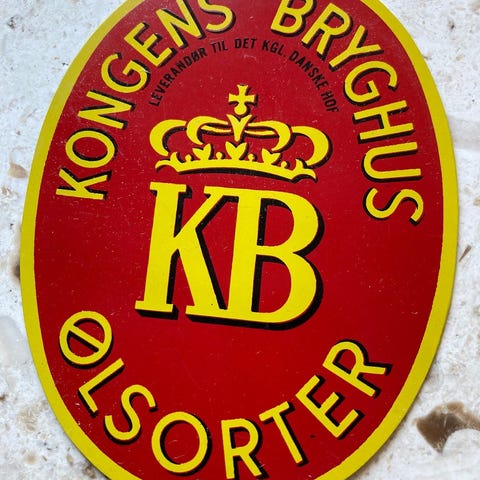 KONGENS BRYGHUS
LEVERANDØR TIL DET KGL. DANSKE HOF
KB
ØLSORTER